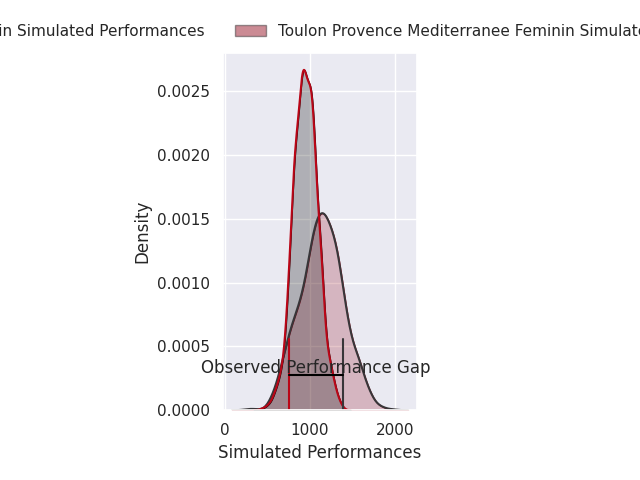 in Simulated Performances
Toulon Provence Mediterranee Feminin Simulate
0.0025
0.0020
0.0015
0.0010
0.0005
0.0000
Density
Observed Performance Gap
0
1000
2000
Simulated Performances